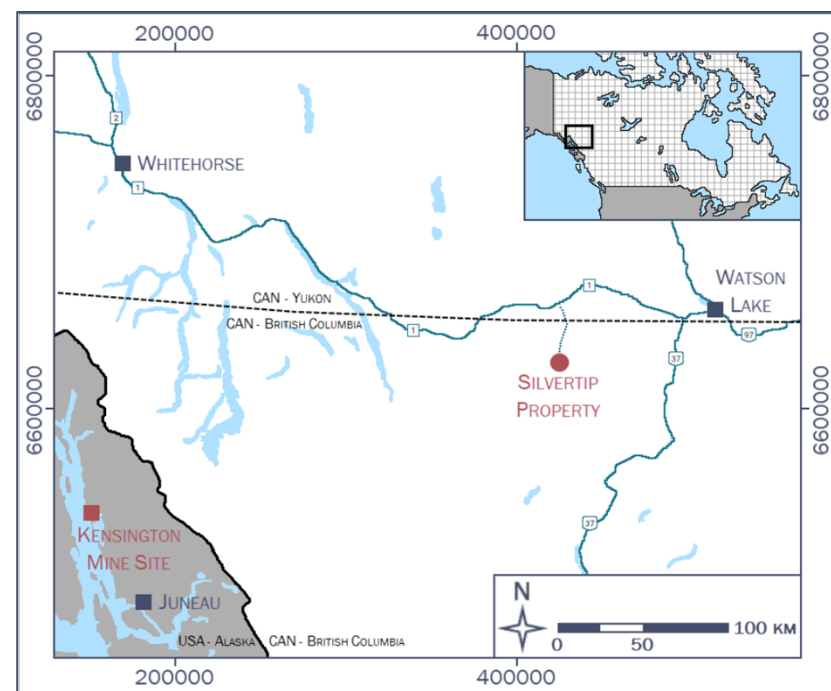 200000
400000
6800000
6800000
2
WHITEHORSE
1
1
WATSON
LAKE
CAN - YUKON
CAN - BRITISH COLUMBIA
1
97
37
SILVERTIP
PROPERTY
6600000
6600000
KENSINGTON
MINE SITE
37
JUNEAU
USA - ALASKA
CAN - BRITISH COLUMBIA
N
100 KM
0
50
200000
400000